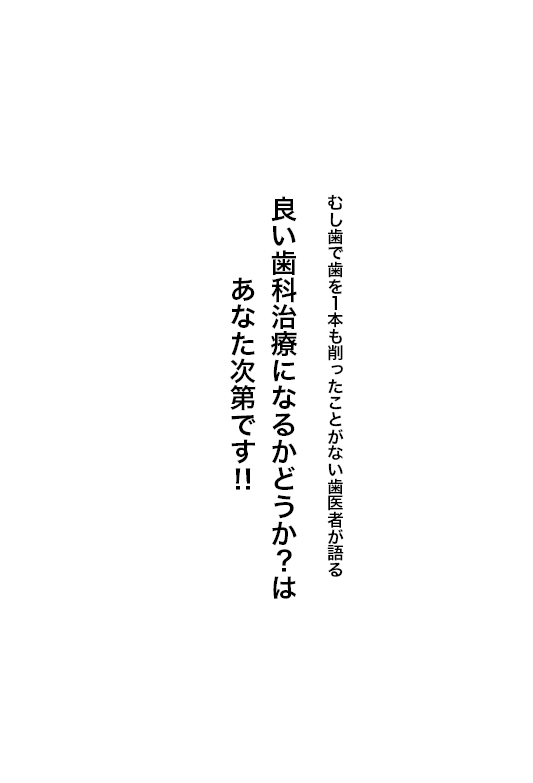 むし歯で歯を1本も削ったことがない歯医者が語る
良い歯科治療になるかどうか？は
あなた次第です!!